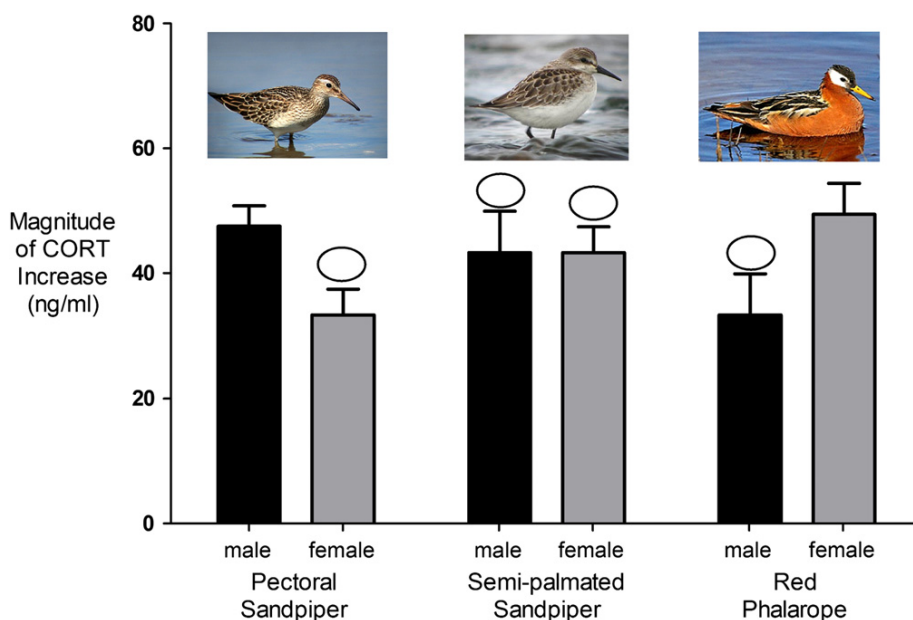 80
60
40
20
0
Magnitude
of CORT
Increase
(ng/ml)
male
female
male
female
male
female
Pectoral
Sandpiper
Semi-palmated
Sandpiper
Red
Phalarope